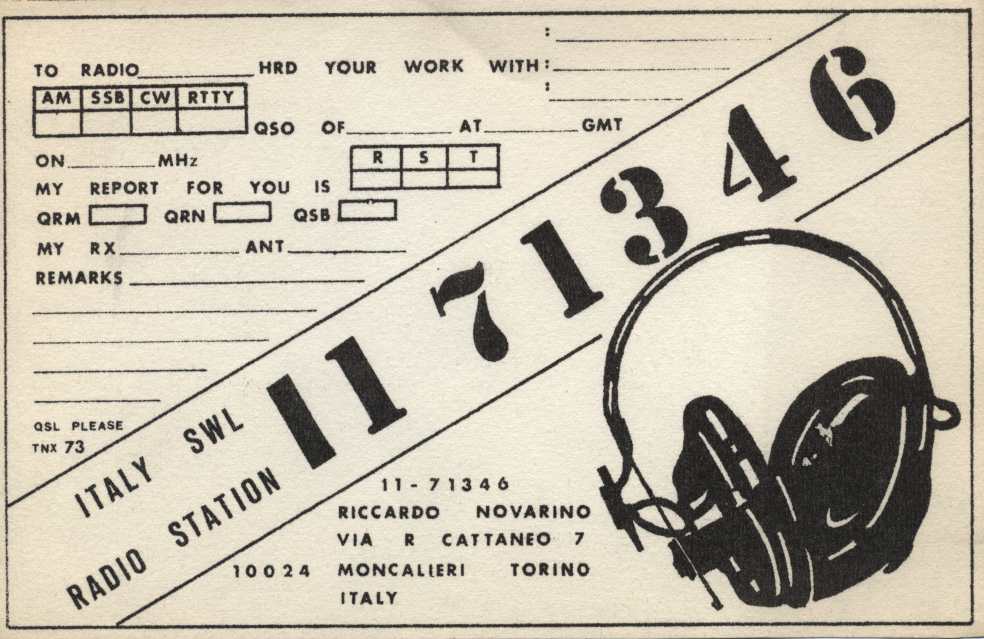 TO RADIO HRD YOUR WORK WITH:
:
:
AM SSB CW RTTY
QSO OF AT GMT
ON MHz
R S T
MY REPORT FOR YOU IS
QRM QRN QSB
MY RX ANT
REMARKS
QSL PLEASE
TNX 73
ITALY SWL
RADIO STATION
I1 71346
11-71346
RICCARDO NOVARINO
VIA R CATTANEO 7
10024 MONCALIERI TORINO
ITALY